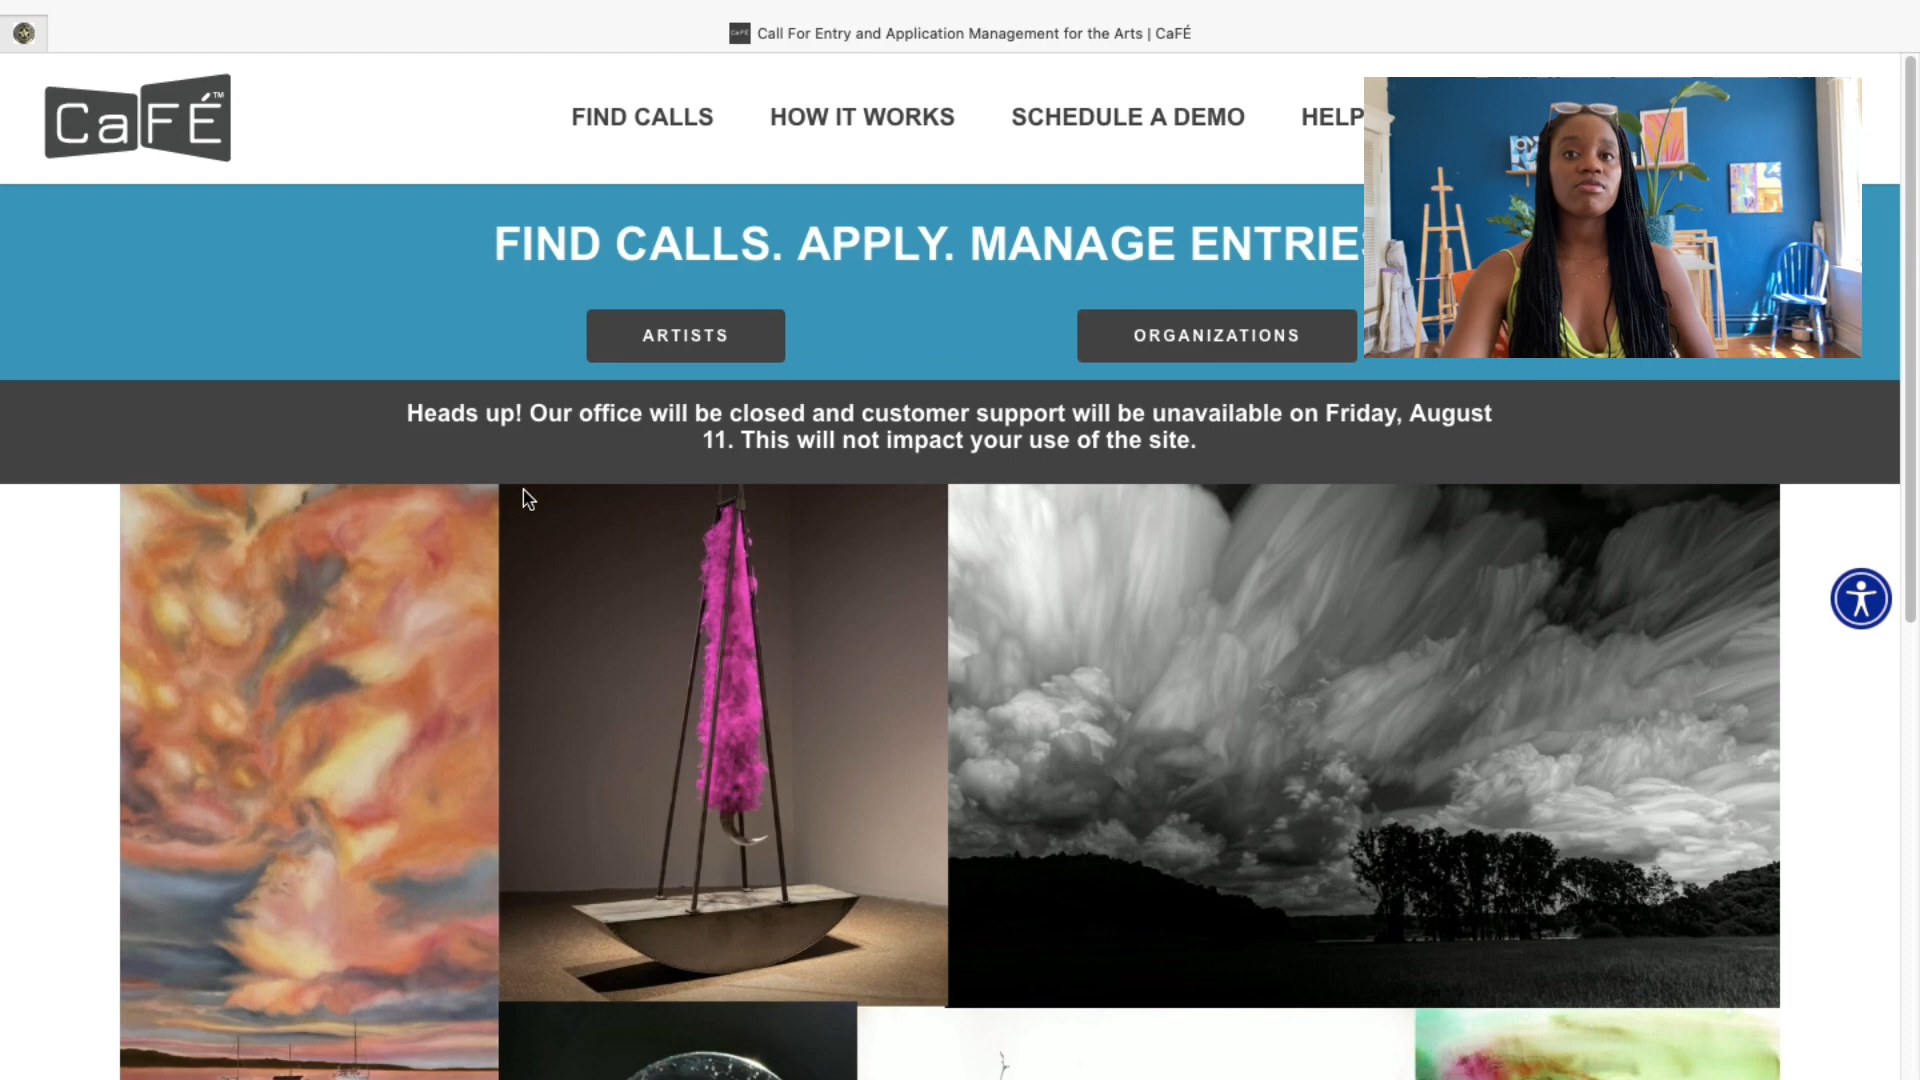 CaFÉ Call For Entry and Application Management for the Arts | CaFÉ
CaFÉ™
FIND CALLS HOW IT WORKS SCHEDULE A DEMO HELP
FIND CALLS. APPLY. MANAGE ENTRIE
ARTISTS ORGANIZATIONS
Heads up! Our office will be closed and customer support will be unavailable on Friday, August
11. This will not impact your use of the site.